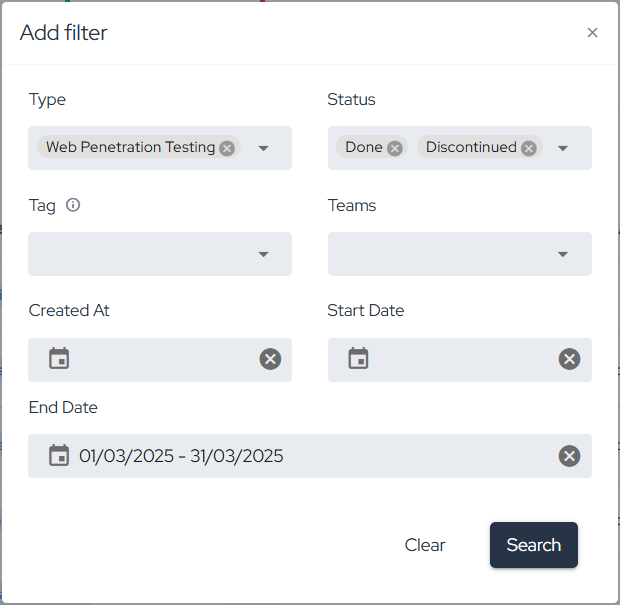 Add filter
Type
Status
Web Penetration Testing
Done Discontinued
Tag
Teams
Created At
Start Date
End Date
01/03/2025 - 31/03/2025
Clear
Search